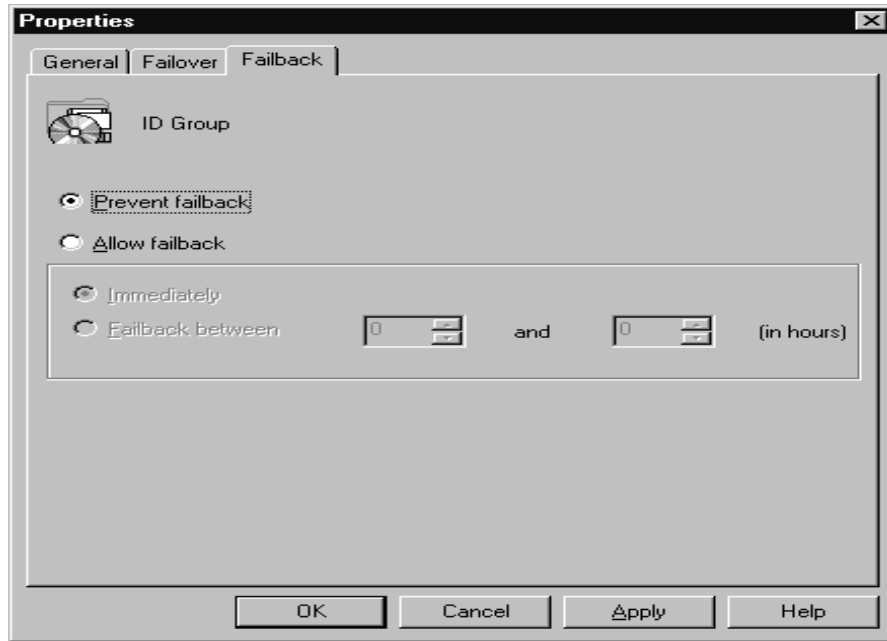 Properties
General Failover Failback
ID Group
Prevent failback
Allow failback
Immediately
Failback between 0 and 0 (in hours)
OK Cancel Apply Help